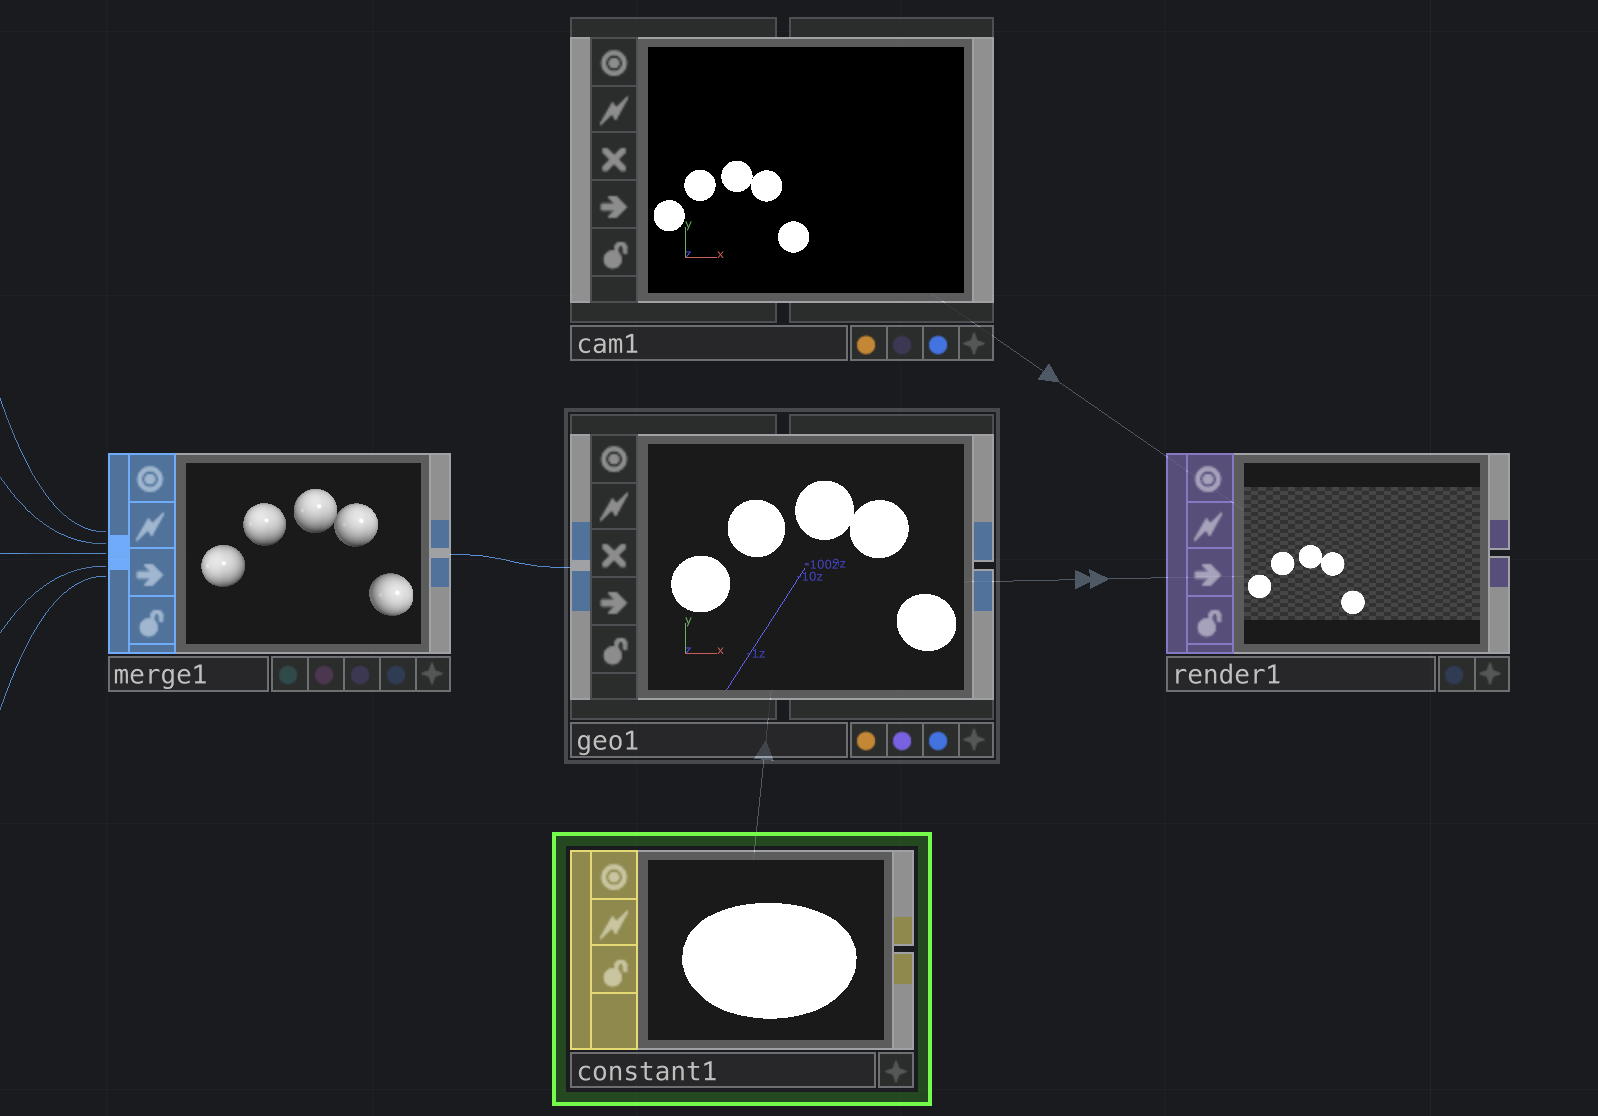 y
z x
cam1
-100z
10z
y
z x
-1z
merge1
geo1
render1
constant1